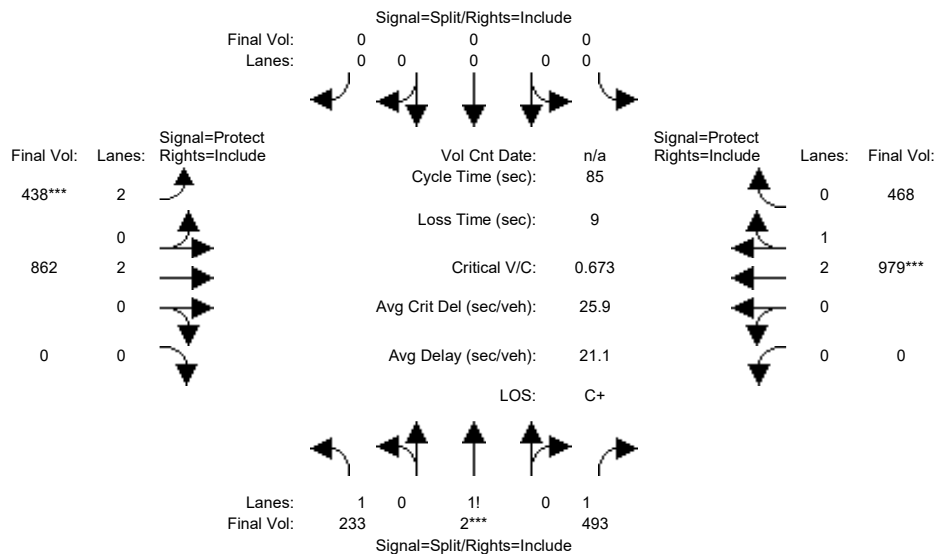 Signal=Split/Rights=Include
Final Vol: 0 0 0
Lanes: 0 0 0 0
Signal=Protect Signal=Protect
Final Vol: Lanes: Rights=Include Vol Cnt Date: n/a Rights=Include Lanes: Final Vol:
Cycle Time (sec): 85
438*** 2 0 468
Loss Time (sec): 9
0 1
862 2 Critical V/C: 0.673 2 979***
0 Avg Crit Del (sec/veh): 25.9 0
0 0 Avg Delay (sec/veh): 21.1 0 0
LOS: C+
Lanes: 1 0 1! 0 1
Final Vol: 233 2*** 493
Signal=Split/Rights=Include